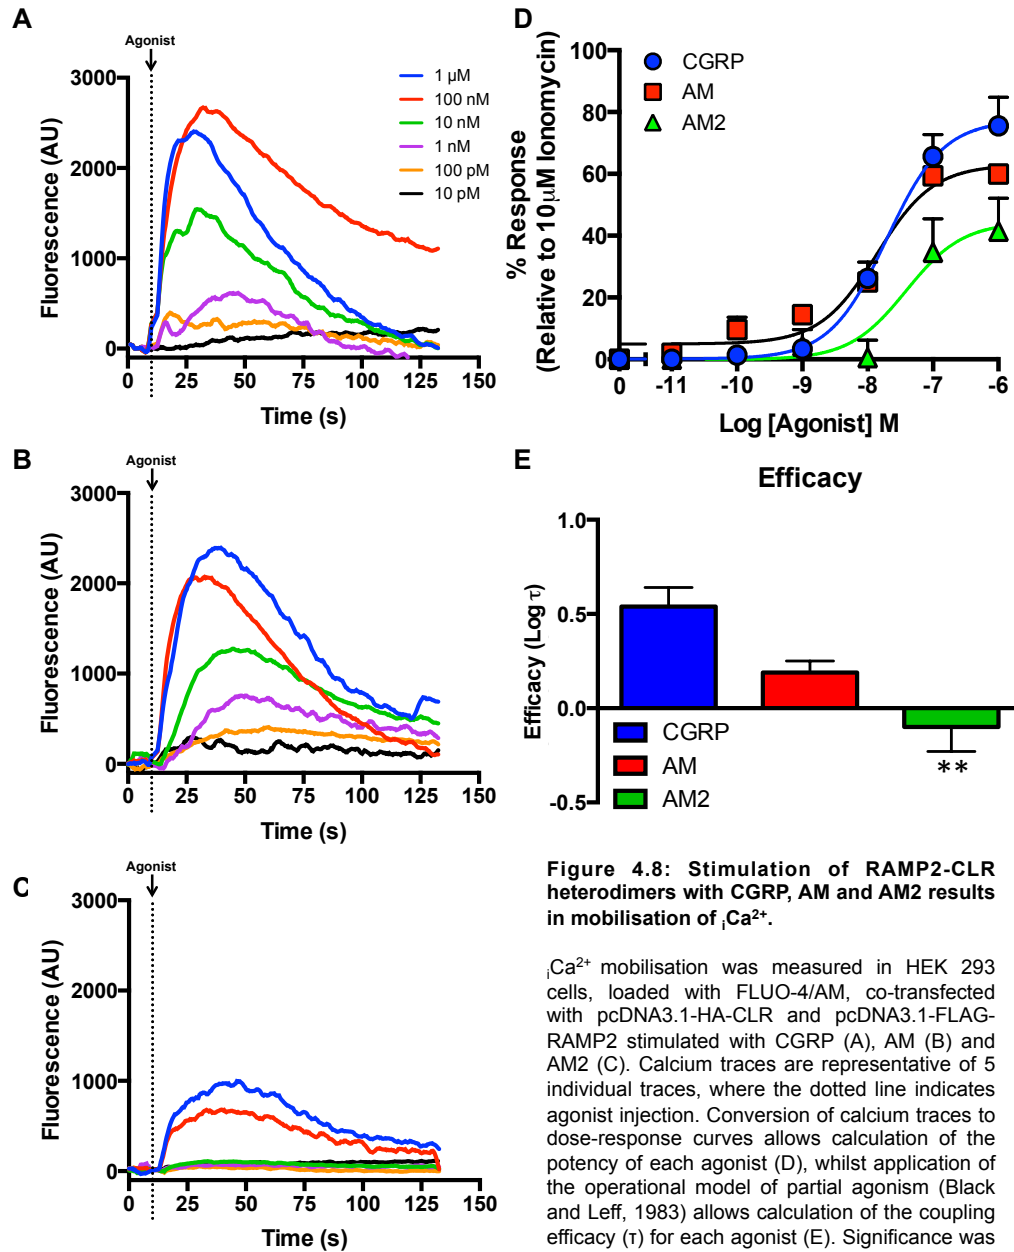 A
Agonist
3000
2000
1000
0
Fluorescence (AU)
0 25 50 75 100 125 150
Time (s)
1 µM
100 nM
10 nM
1 nM
100 pM
10 pM
B
Agonist
3000
2000
1000
0
Fluorescence (AU)
0 25 50 75 100 125 150
Time (s)
C
Agonist
3000
2000
1000
0
Fluorescence (AU)
0 25 50 75 100 125 150
Time (s)
D
CGRP
AM
AM2
100
80
60
40
20
0
% Response
(Relative to 10µM Ionomycin)
0 -11 -10 -9 -8 -7 -6
Log [Agonist] M
E
Efficacy
1.0
0.5
0.0
-0.5
Efficacy (Log τ)
CGRP
AM
AM2
**
Figure 4.8: Stimulation of RAMP2-CLR
heterodimers with CGRP, AM and AM2 results
in mobilisation of iCa²⁺.
iCa²⁺ mobilisation was measured in HEK 293
cells, loaded with FLUO-4/AM, co-transfected
with pcDNA3.1-HA-CLR and pcDNA3.1-FLAG-
RAMP2 stimulated with CGRP (A), AM (B) and
AM2 (C). Calcium traces are representative of 5
individual traces, where the dotted line indicates
agonist injection. Conversion of calcium traces to
dose-response curves allows calculation of the
potency of each agonist (D), whilst application of
the operational model of partial agonism (Black
and Leff, 1983) allows calculation of the coupling
efficacy (τ) for each agonist (E). Significance was